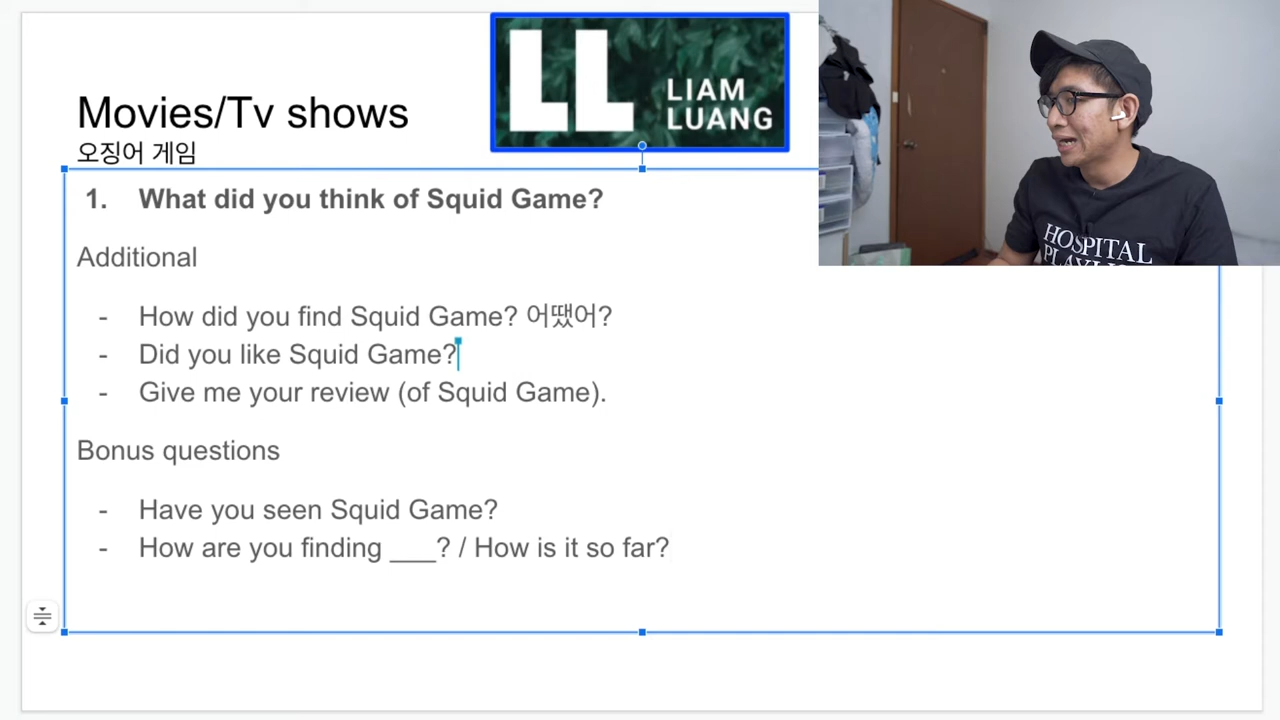 LL LIAM
LUANG
Movies/Tv shows
오징어 게임
1. What did you think of Squid Game?
Additional
- How did you find Squid Game? 어땠어?
- Did you like Squid Game?
- Give me your review (of Squid Game).
Bonus questions
- Have you seen Squid Game?
- How are you finding ___? / How is it so far?
HOSPITAL